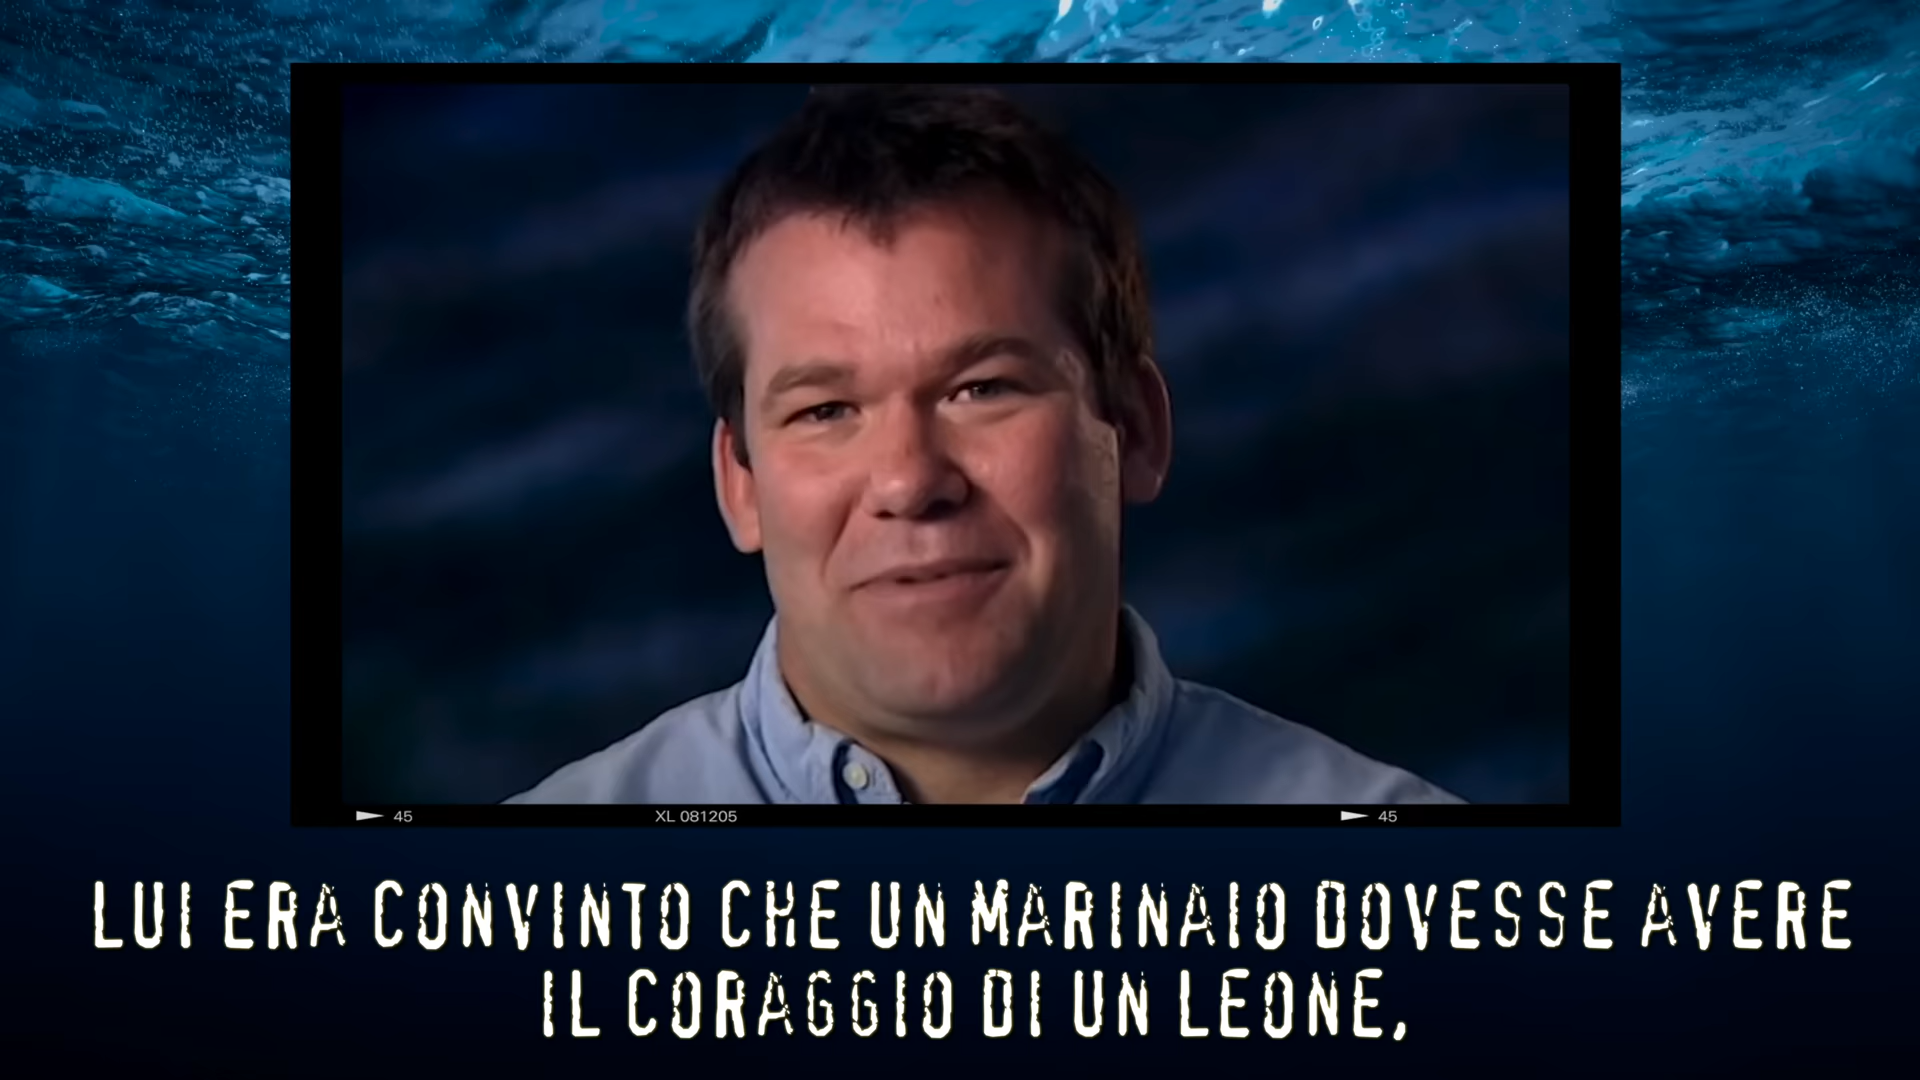 45 XL 081205 45
LUI ERA CONVINTO CHE UN MARINAIO DOVESSE AVERE
IL CORAGGIO DI UN LEONE,